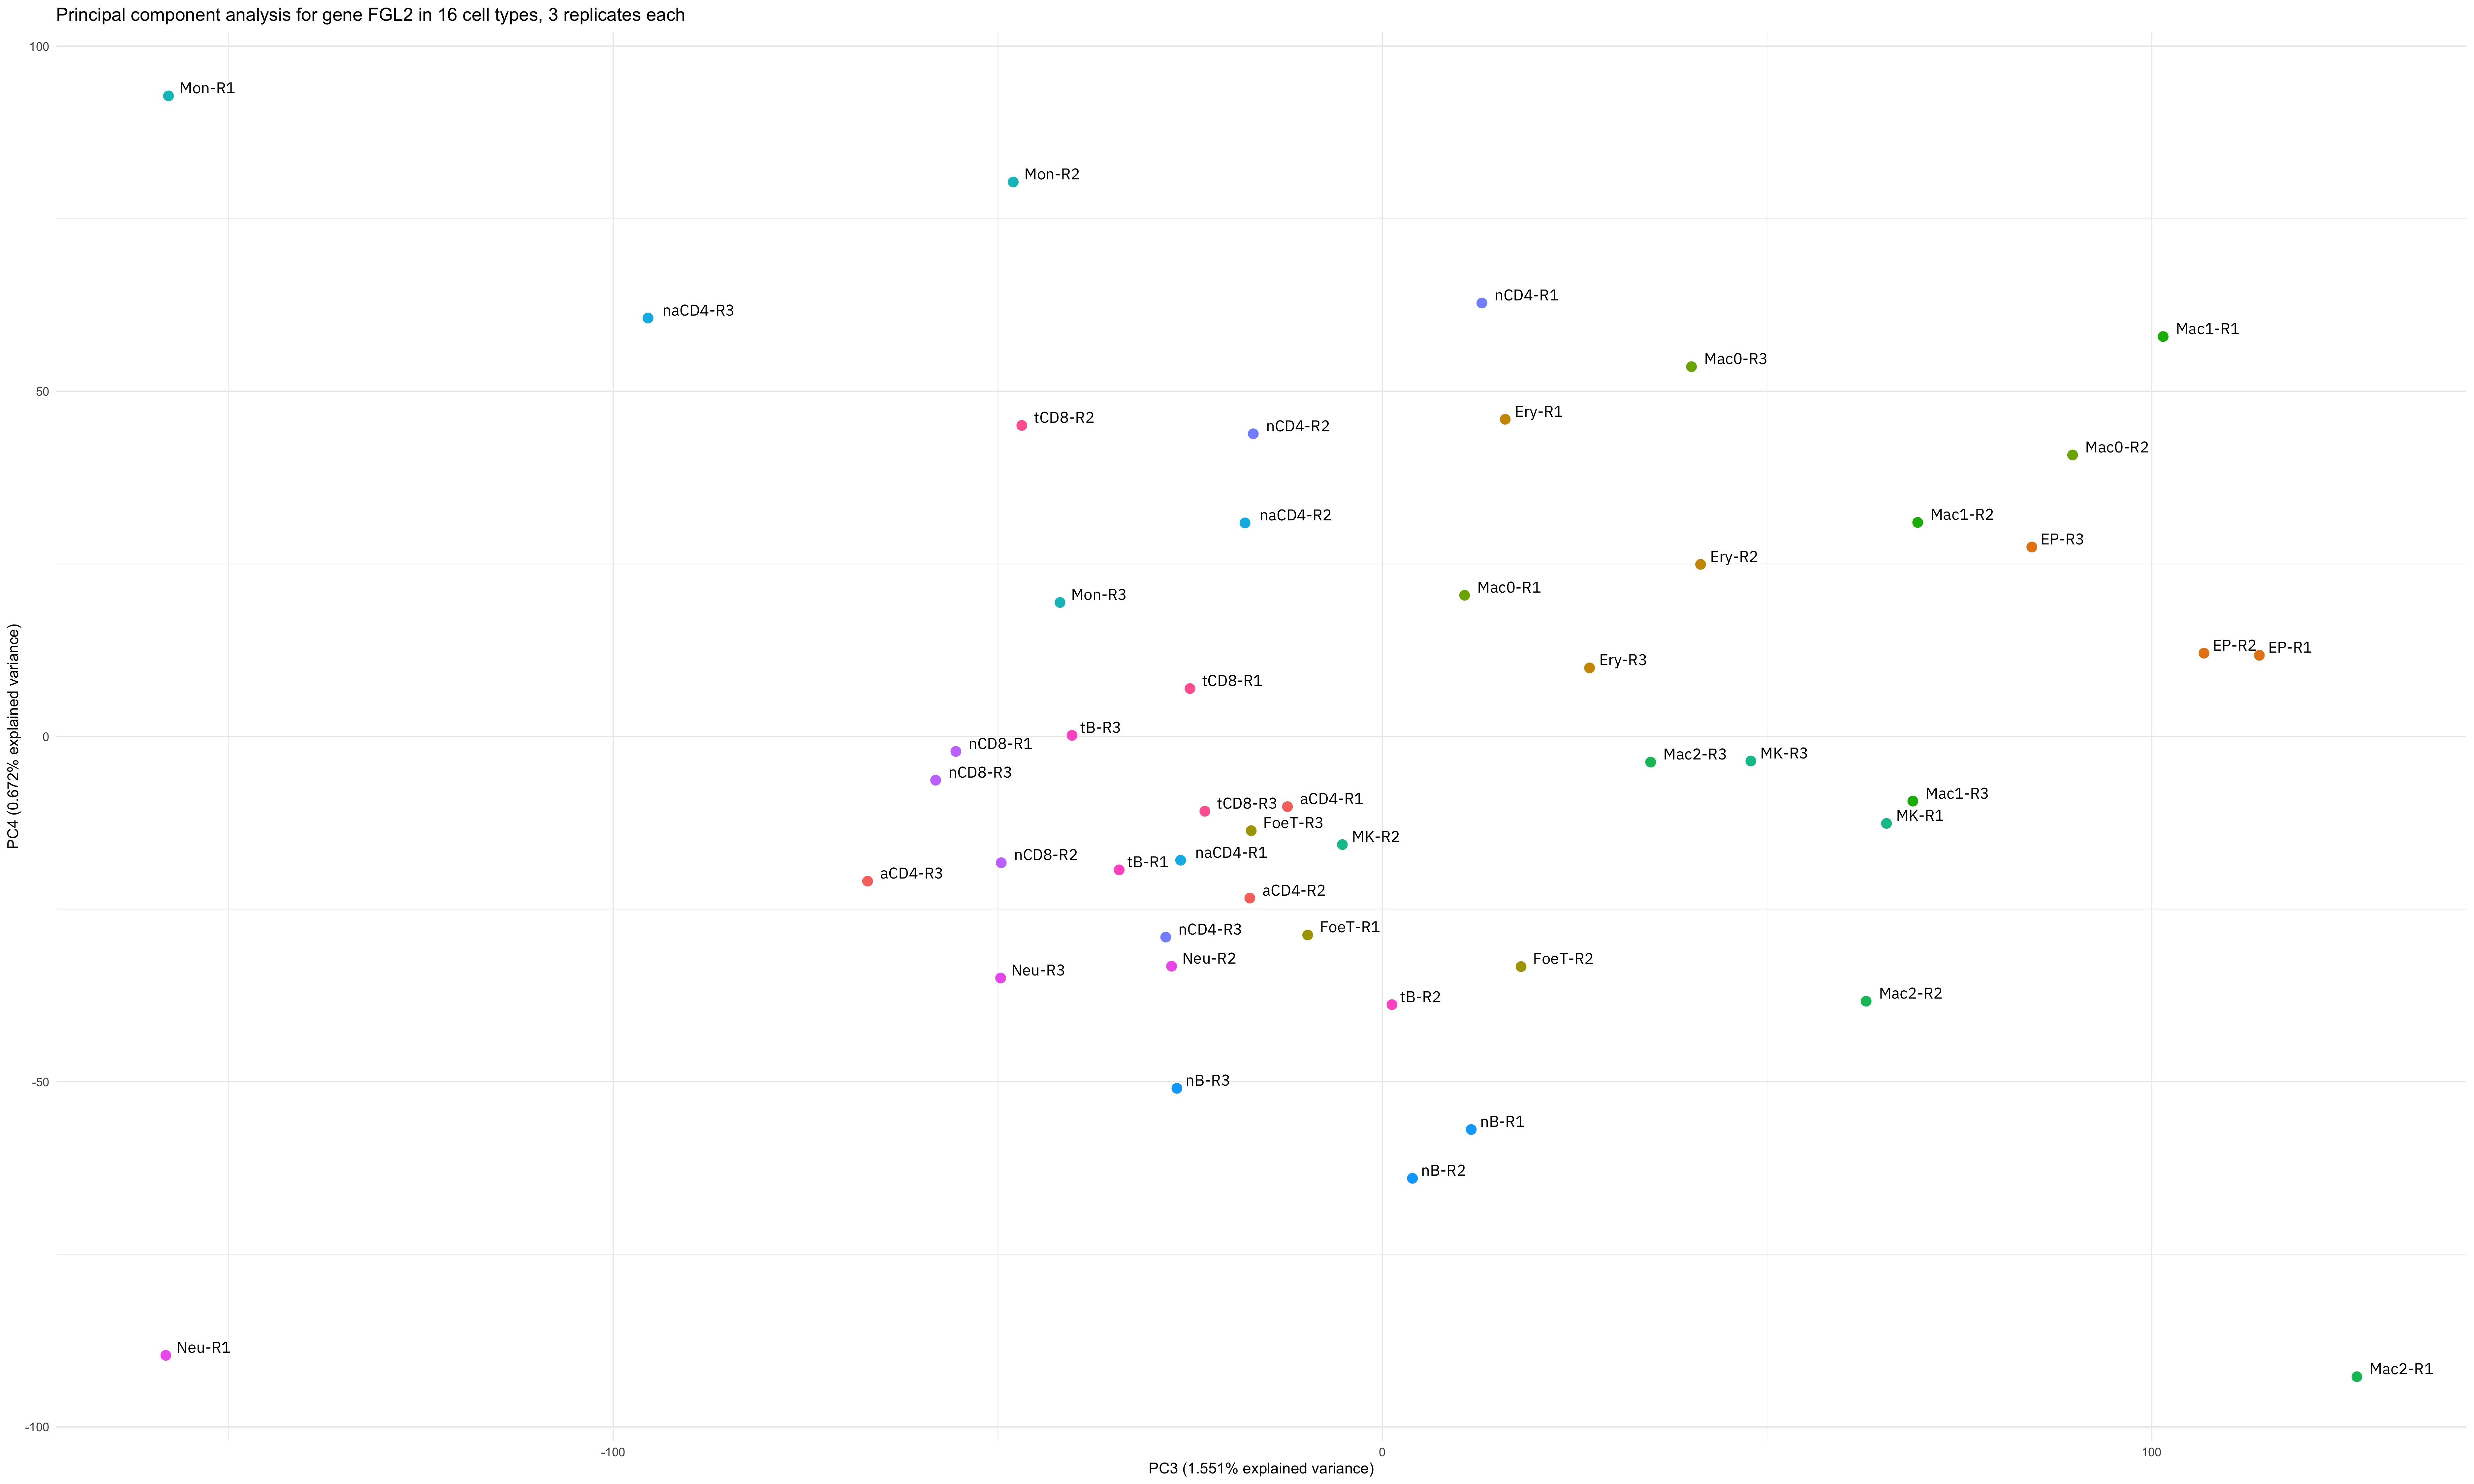 Principal component analysis for gene FGL2 in 16 cell types, 3 replicates each
100
Mon-R1
Mon-R2
nCD4-R1
naCD4-R3
Mac1-R1
Mac0-R3
50
Ery-R1
tCD8-R2
nCD4-R2
Mac0-R2
naCD4-R2
Mac1-R2
EP-R3
Ery-R2
Mac0-R1
Mon-R3
EP-R2
EP-R1
Ery-R3
tCD8-R1
tB-R3
0
nCD8-R1
Mac2-R3
MK-R3
nCD8-R3
Mac1-R3
aCD4-R1
tCD8-R3
MK-R1
FoeT-R3
MK-R2
naCD4-R1
nCD8-R2
tB-R1
aCD4-R3
aCD4-R2
FoeT-R1
nCD4-R3
Neu-R2
FoeT-R2
Neu-R3
Mac2-R2
tB-R2
-50
nB-R3
nB-R1
nB-R2
Neu-R1
Mac2-R1
-100
PC4 (0.672% explained variance)
-100
0
100
PC3 (1.551% explained variance)